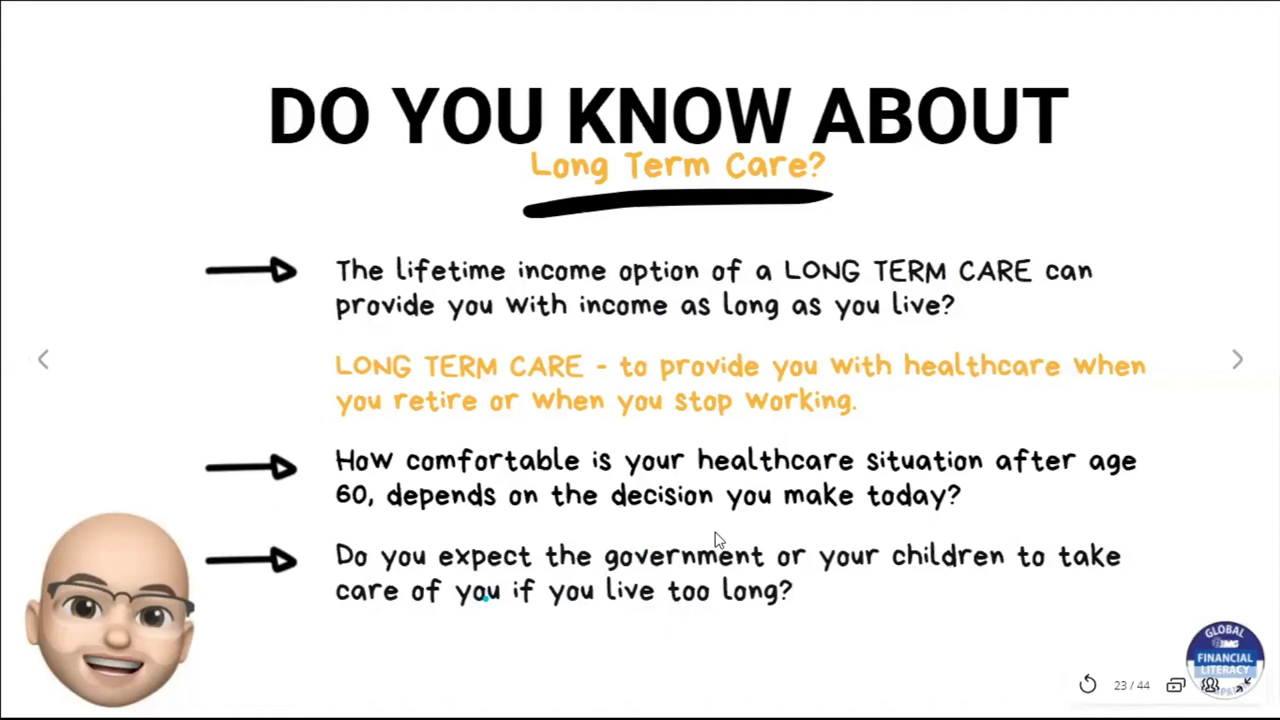 DO YOU KNOW ABOUT
Long Term Care?
The lifetime income option of a LONG TERM CARE can
provide you with income as long as you live?
LONG TERM CARE - to provide you with healthcare when
you retire or when you stop working.
How comfortable is your healthcare situation after age
60, depends on the decision you make today?
Do you expect the government or your children to take
care of you if you live too long?
GLOBAL
IMG
FINANCIAL
LITERACY
23 / 44